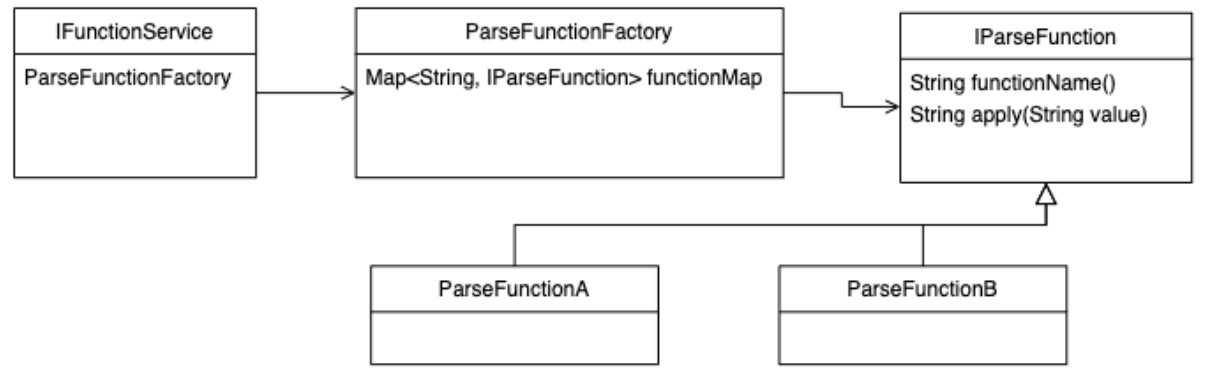 IFunctionService
ParseFunctionFactory
ParseFunctionFactory
Map<String, IParseFunction> functionMap
IParseFunction
String functionName()
String apply(String value)
ParseFunctionA
ParseFunctionB